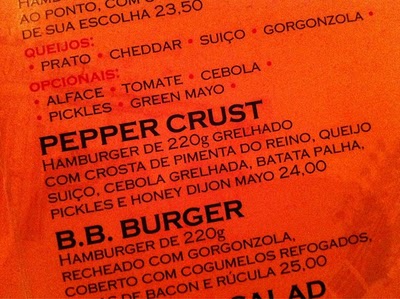 AO PONTO, COM
DE SUA ESCOLHA 23,50
QUEIJOS:
• PRATO • CHEDDAR • SUIÇO • GORGONZOLA •
OPCIONAIS:
• ALFACE • TOMATE • CEBOLA •
• PICKLES • GREEN MAYO •
PEPPER CRUST
HAMBURGER DE 220g GRELHADO
COM CROSTA DE PIMENTA DO REINO, QUEIJO
SUIÇO, CEBOLA GRELHADA, BATATA PALHA,
PICKLES E HONEY DIJON MAYO 24,00
B.B. BURGER
HAMBURGER DE 220g
RECHEADO COM GORGONZOLA,
COBERTO COM COGUMELOS REFOGADOS,
DE BACON E RÚCULA 25,00